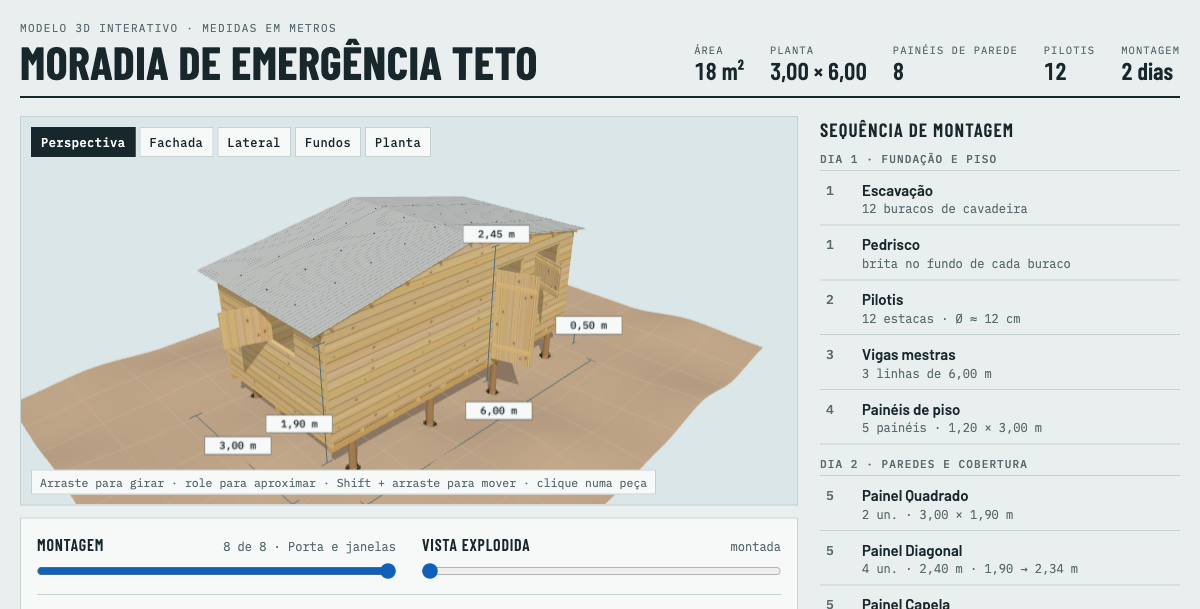 MODELO 3D INTERATIVO · MEDIDAS EM METROS
MORADIA DE EMERGÊNCIA TETO
ÁREA
18 m²
PLANTA
3,00 × 6,00
PAINÉIS DE PAREDE
8
PILOTIS
12
MONTAGEM
2 dias
Perspectiva
Fachada
Lateral
Fundos
Planta
2,45 m
0,50 m
6,00 m
1,90 m
3,00 m
Arraste para girar · role para aproximar · Shift + arraste para mover · clique numa peça
MONTAGEM
8 de 8 · Porta e janelas
VISTA EXPLODIDA
montada
SEQUÊNCIA DE MONTAGEM
DIA 1 · FUNDAÇÃO E PISO
1 Escavação
12 buracos de cavadeira
1 Pedrisco
brita no fundo de cada buraco
2 Pilotis
12 estacas · Ø ≈ 12 cm
3 Vigas mestras
3 linhas de 6,00 m
4 Painéis de piso
5 painéis · 1,20 × 3,00 m
DIA 2 · PAREDES E COBERTURA
5 Painel Quadrado
2 un. · 3,00 × 1,90 m
5 Painel Diagonal
4 un. · 2,40 m · 1,90 → 2,34 m
5 Painel Capela